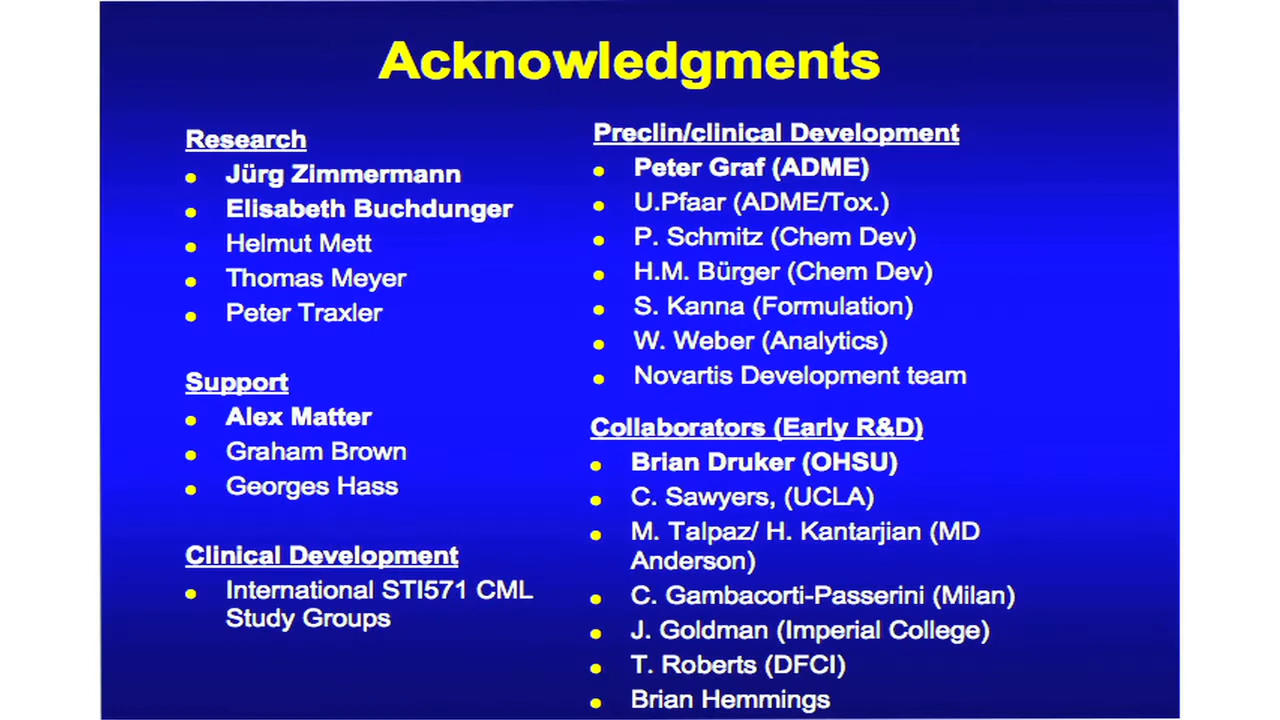 Acknowledgments
Research
Jürg Zimmermann
Elisabeth Buchdunger
Helmut Mett
Thomas Meyer
Peter Traxler
Support
Alex Matter
Graham Brown
Georges Hass
Clinical Development
International STI571 CML
Study Groups
Preclin/clinical Development
Peter Graf (ADME)
U.Pfaar (ADME/Tox.)
P. Schmitz (Chem Dev)
H.M. Bürger (Chem Dev)
S. Kanna (Formulation)
W. Weber (Analytics)
Novartis Development team
Collaborators (Early R&D)
Brian Druker (OHSU)
C. Sawyers, (UCLA)
M. Talpaz/ H. Kantarjian (MD
Anderson)
C. Gambacorti-Passerini (Milan)
J. Goldman (Imperial College)
T. Roberts (DFCI)
Brian Hemmings